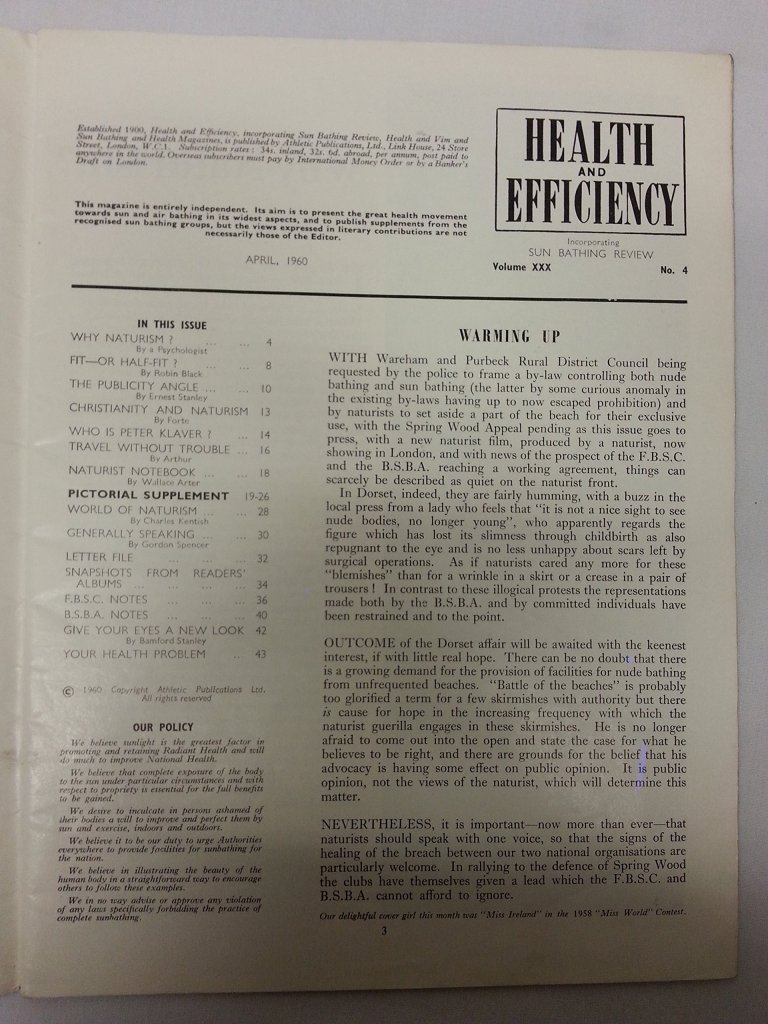 Established 1900, Health and Efficiency, incorporating Sun Bathing Review, Health and Vim and
Sun Bathing and Health Magazines, is published by Athletic Publications, Ltd., Link House, 24 Store
Street, London, W.C.1. Subscription rates: 34s. inland, 32s. 6d. abroad, per annum, post paid to
anywhere in the world. Overseas subscribers must pay by International Money Order or by a Banker's
Draft on London.
This magazine is entirely independent. Its aim is to present the great health movement
towards sun and air bathing in its widest aspects, and to publish supplements from the
recognised sun bathing groups, but the views expressed in literary contributions are not
necessarily those of the Editor.
APRIL, 1960
HEALTH
AND
EFFICIENCY
Incorporating
SUN BATHING REVIEW
Volume XXX No. 4
IN THIS ISSUE
WHY NATURISM ? ... ... 4
By a Psychologist
FIT—OR HALF-FIT ? ... 8
By Robin Black
THE PUBLICITY ANGLE ... ... 10
By Ernest Stanley
CHRISTIANITY AND NATURISM 13
By Forte
WHO IS PETER KLAVER ? ... 14
TRAVEL WITHOUT TROUBLE ... 16
By Arthur
NATURIST NOTEBOOK ... ... 18
By Wallace Arter
PICTORIAL SUPPLEMENT 19-26
WORLD OF NATURISM ... ... 28
By Charles Kentish
GENERALLY SPEAKING ... ... 30
By Gordon Spencer
LETTER FILE ... ... ... 32
SNAPSHOTS FROM READERS'
ALBUMS ... ... ... ... 34
F.B.S.C. NOTES ... ... ... 36
B.S.B.A. NOTES ... ... ... 40
GIVE YOUR EYES A NEW LOOK 42
By Bamford Stanley
YOUR HEALTH PROBLEM ... 43
© 1960 Copyright Athletic Publications Ltd.
All rights reserved
OUR POLICY
We believe sunlight is the greatest factor in
promoting and retaining Radiant Health and will
do much to improve National Health.
We believe that complete exposure of the body
to the sun under particular circumstances and with
respect to propriety is essential for the full benefits
to be gained.
We desire to inculcate in persons ashamed of
their bodies a will to improve and perfect them by
sun and exercise, indoors and outdoors.
We believe it to be our duty to urge Authorities
everywhere to provide facilities for sunbathing for
the nation.
We believe in illustrating the beauty of the
human body in a straightforward way to encourage
others to follow these examples.
We in no way advise or approve any violation
of any laws specifically forbidding the practice of
complete sunbathing.
WARMING UP
WITH Wareham and Purbeck Rural District Council being
requested by the police to frame a by-law controlling both nude
bathing and sun bathing (the latter by some curious anomaly in
the existing by-laws having up to now escaped prohibition) and
by naturists to set aside a part of the beach for their exclusive
use, with the Spring Wood Appeal pending as this issue goes to
press, with a new naturist film, produced by a naturist, now
showing in London, and with news of the prospect of the F.B.S.C.
and the B.S.B.A. reaching a working agreement, things can
scarcely be described as quiet on the naturist front.
In Dorset, indeed, they are fairly humming, with a buzz in the
local press from a lady who feels that "it is not a nice sight to see
nude bodies, no longer young", who apparently regards the
figure which has lost its slimness through childbirth as also
repugnant to the eye and is no less unhappy about scars left by
surgical operations. As if naturists cared any more for these
"blemishes" than for a wrinkle in a skirt or a crease in a pair of
trousers ! In contrast to these illogical protests the representations
made both by the B.S.B.A. and by committed individuals have
been restrained and to the point.
OUTCOME of the Dorset affair will be awaited with the keenest
interest, if with little real hope. There can be no doubt that there
is a growing demand for the provision of facilities for nude bathing
from unfrequented beaches. "Battle of the beaches" is probably
too glorified a term for a few skirmishes with authority but there
is cause for hope in the increasing frequency with which the
naturist guerilla engages in these skirmishes. He is no longer
afraid to come out into the open and state the case for what he
believes to be right, and there are grounds for the belief that his
advocacy is having some effect on public opinion. It is public
opinion, not the views of the naturist, which will determine this
matter.
NEVERTHELESS, it is important—now more than ever—that
naturists should speak with one voice, so that the signs of the
healing of the breach between our two national organisations are
particularly welcome. In rallying to the defence of Spring Wood
the clubs have themselves given a lead which the F.B.S.C. and
B.S.B.A. cannot afford to ignore.
Our delightful cover girl this month was "Miss Ireland" in the 1958 "Miss World" Contest.
3